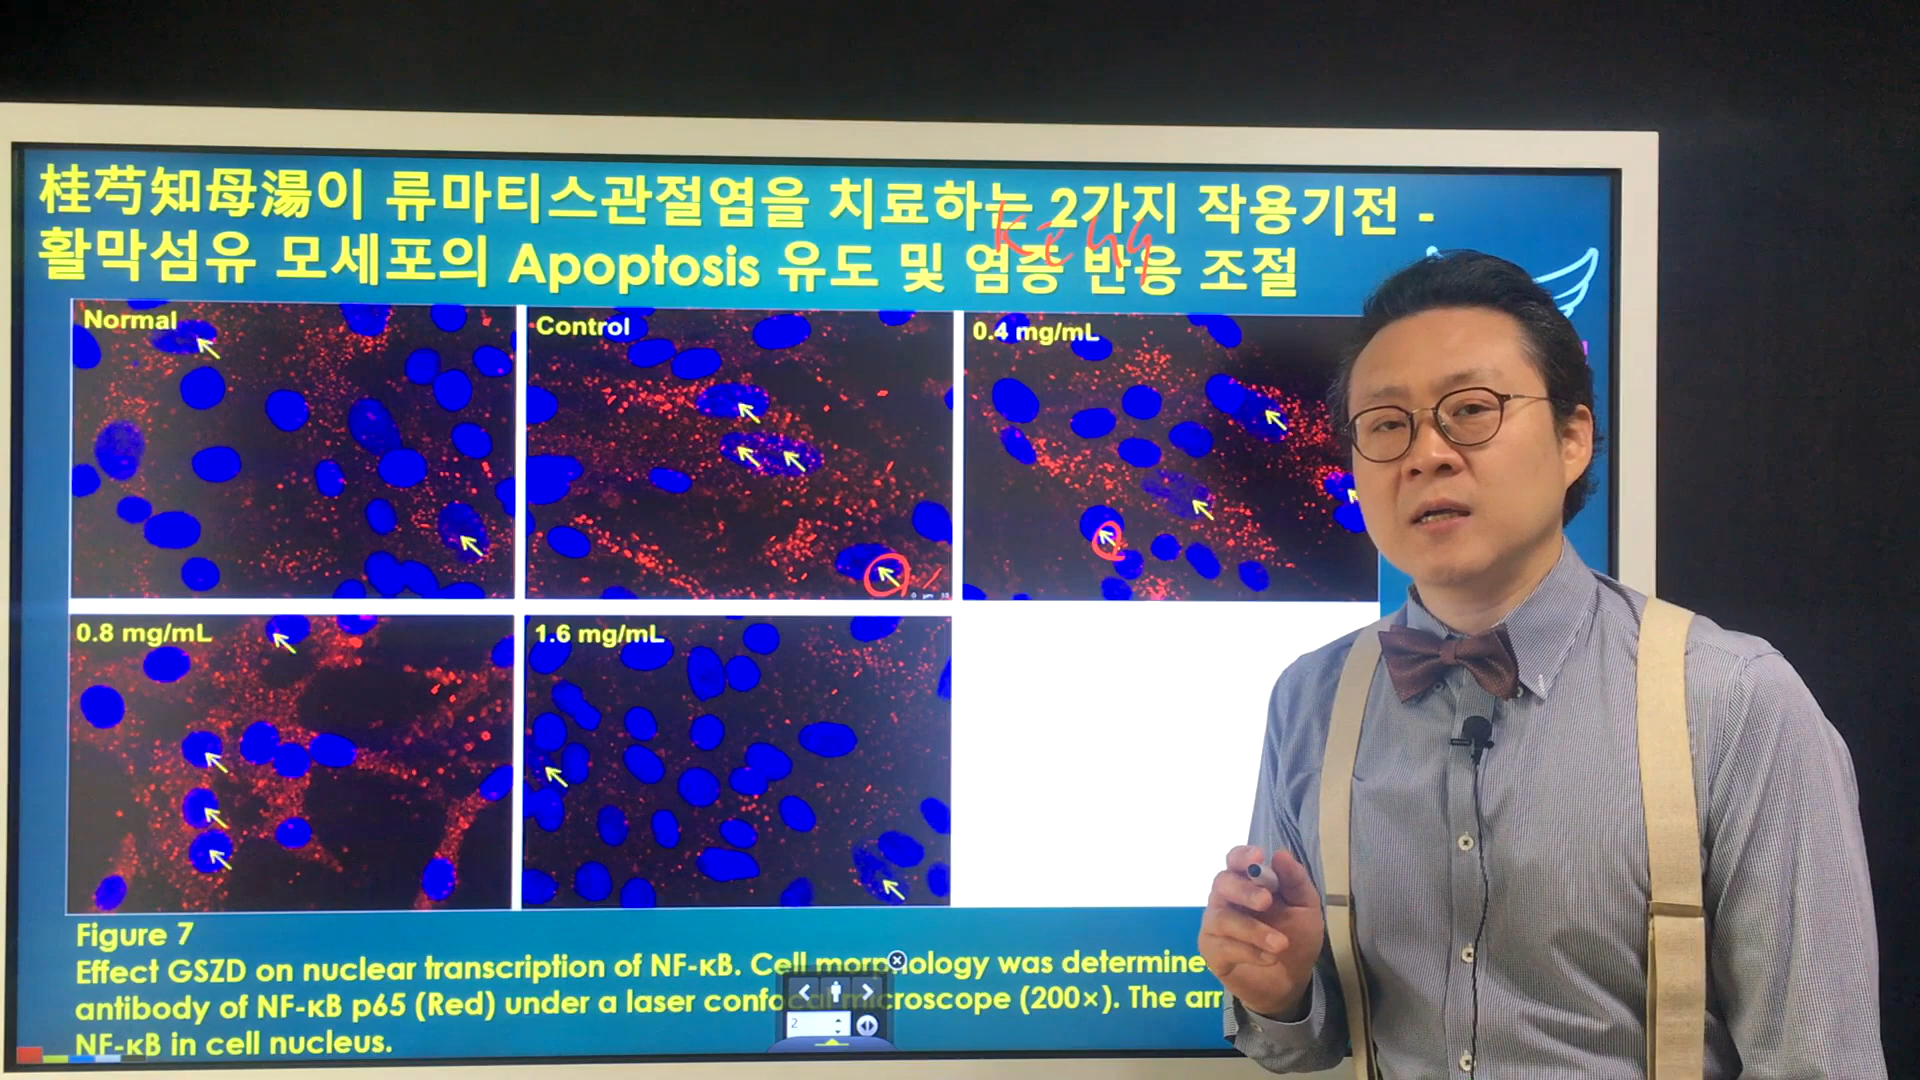 桂芍知母湯이 류마티스관절염을 치료하는 2가지 작용기전 -
활막섬유 모세포의 Apoptosis 유도 및 염증 반응 조절
Normal
Control
0.4 mg/mL
0.8 mg/mL
1.6 mg/mL
Figure 7
Effect GSZD on nuclear transcription of NF-κB. Cell morphology was
antibody of NF-κB p65 (Red) under a laser confocal microscope (200×). The
NF-κB in cell nucleus.
2